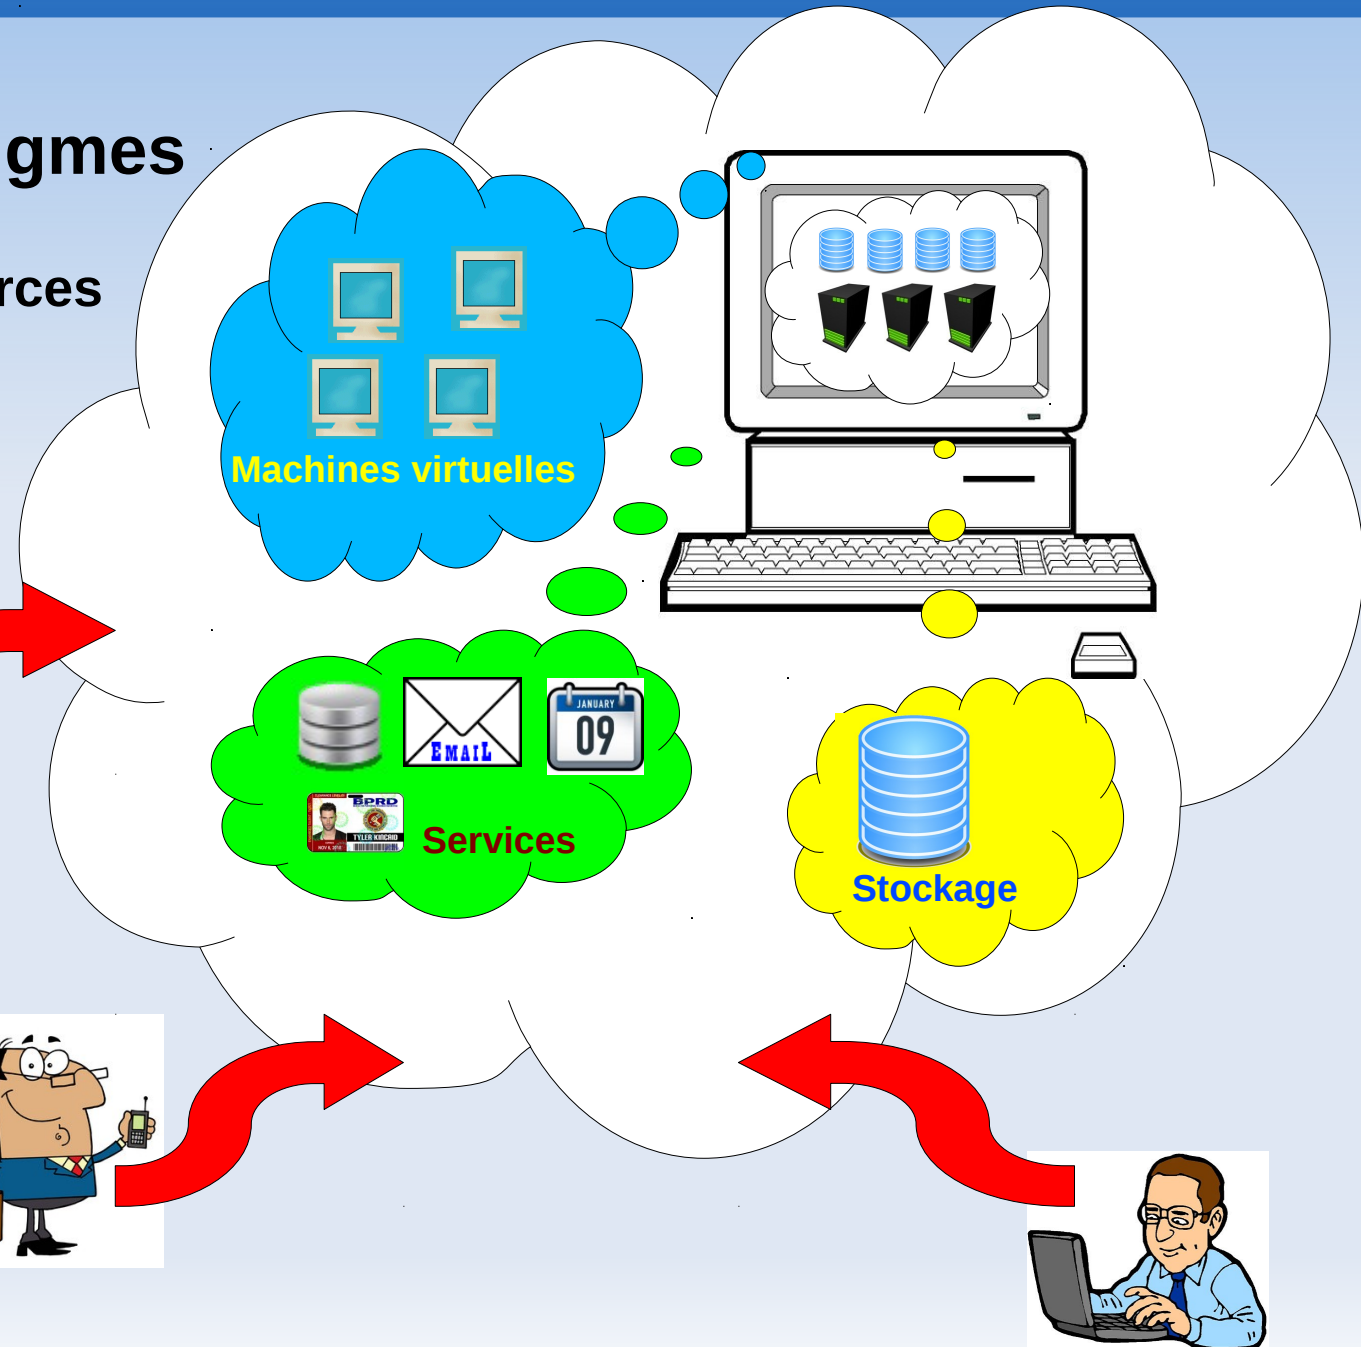 gmes
rces
Machines virtuelles
EMAIL
JANUARY
09
BPRD
TYLER KINCAID
Services
Stockage